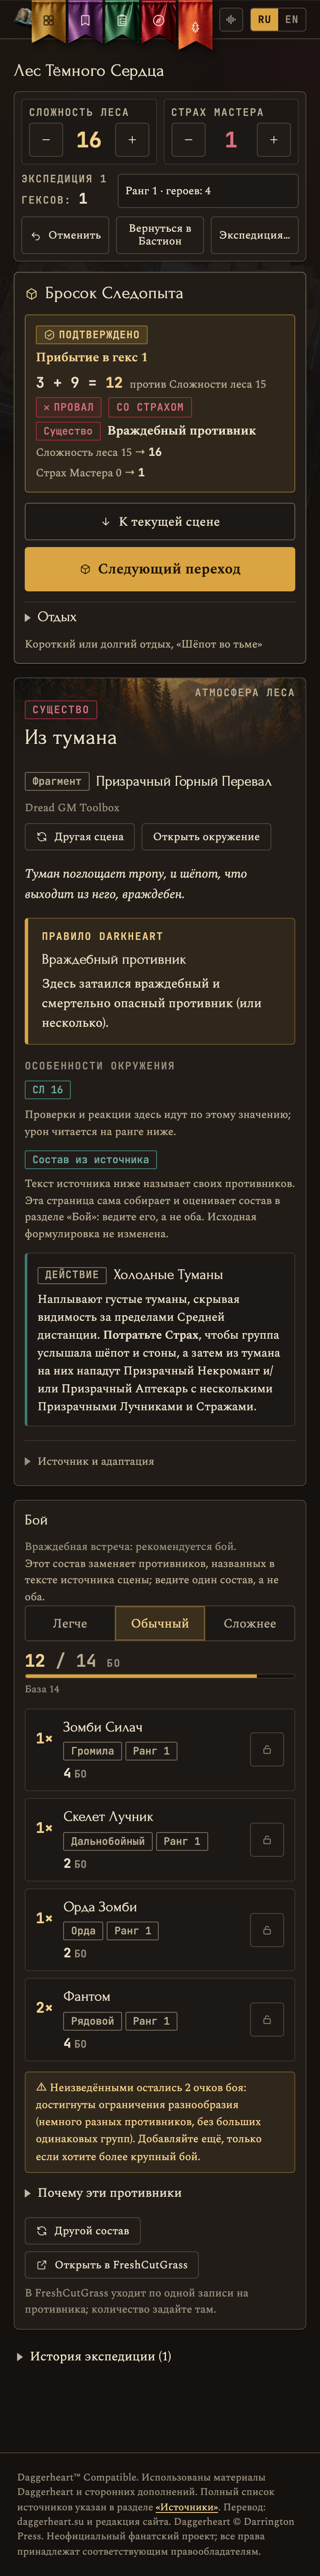 RU EN
Лес Тёмного Сердца
СЛОЖНОСТЬ ЛЕСА
− 16 +
СТРАХ МАСТЕРА
− 1 +
ЭКСПЕДИЦИЯ 1
ГЕКСОВ: 1
Ранг 1 · героев: 4
Отменить
Вернуться в
Бастион
Экспедиция…
Бросок Следопыта
ПОДТВЕРЖДЕНО
Прибытие в гекс 1
3 + 9 = 12 против Сложности леса 15
× ПРОВАЛ
СО СТРАХОМ
Существо Враждебный противник
Сложность леса 15 → 16
Страх Мастера 0 → 1
↓ К текущей сцене
Следующий переход
Отдых
Короткий или долгий отдых, «Шёпот во тьме»
АТМОСФЕРА ЛЕСА
СУЩЕСТВО
Из тумана
Фрагмент Призрачный Горный Перевал
Dread GM Toolbox
Другая сцена
Открыть окружение
Туман поглощает тропу, и шёпот, что
выходит из него, враждебен.
ПРАВИЛО DARKHEART
Враждебный противник
Здесь затаился враждебный и
смертельно опасный противник (или
несколько).
ОСОБЕННОСТИ ОКРУЖЕНИЯ
СЛ 16
Проверки и реакции здесь идут по этому значению;
урон читается на ранге ниже.
Состав из источника
Текст источника ниже называет своих противников.
Эта страница сама собирает и оценивает состав в
разделе «Бой»: ведите его, а не оба. Исходная
формулировка не изменена.
ДЕЙСТВИЕ Холодные Туманы
Наплывают густые туманы, скрывая
видимость за пределами Средней
дистанции. Потратьте Страх, чтобы группа
услышала шёпот и стоны, а затем из тумана
на них нападут Призрачный Некромант и/
или Призрачный Аптекарь с несколькими
Призрачными Лучниками и Стражами.
Источник и адаптация
Бой
Враждебная встреча: рекомендуется бой.
Этот состав заменяет противников, названных в
тексте источника сцены; ведите один состав, а не
оба.
Легче
Обычный
Сложнее
12 / 14 БО
База 14
1×
Зомби Силач
Громила Ранг 1
4 БО
1×
Скелет Лучник
Дальнобойный Ранг 1
2 БО
1×
Орда Зомби
Орда Ранг 1
2 БО
2×
Фантом
Рядовой Ранг 1
4 БО
⚠ Неизведёнными остались 2 очков боя:
достигнуты ограничения разнообразия
(немного разных противников, без больших
одинаковых групп). Добавляйте ещё, только
если хотите более крупный бой.
Почему эти противники
Другой состав
Открыть в FreshCutGrass
В FreshCutGrass уходит по одной записи на
противника; количество задайте там.
История экспедиции (1)
Daggerheart™ Compatible. Использованы материалы
Daggerheart и сторонних дополнений. Полный список
источников указан в разделе «Источники». Перевод:
daggerheart.su и редакция сайта. Daggerheart © Darrington
Press. Неофициальный фанатский проект; все права
принадлежат соответствующим правообладателям.